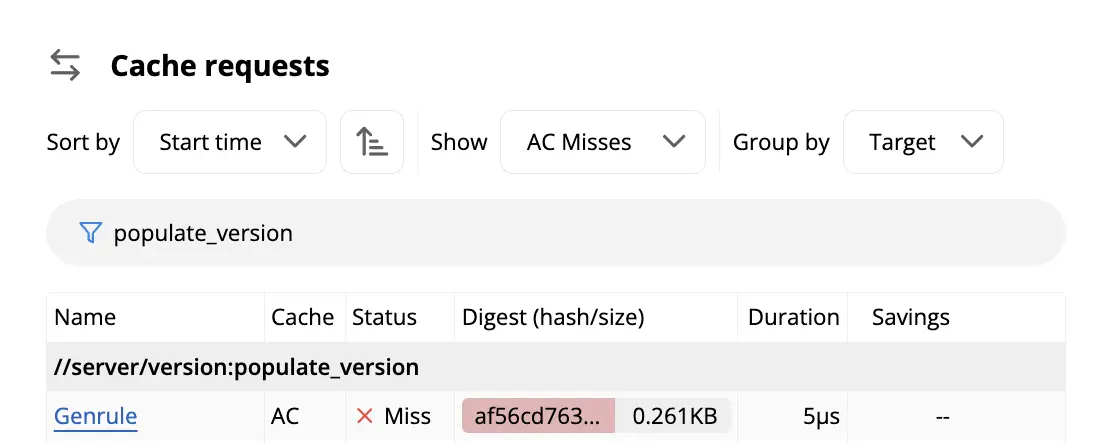 Cache requests
Sort by Start time Show AC Misses Group by Target
populate_version
Name Cache Status Digest (hash/size) Duration Savings
//server/version:populate_version
Genrule AC Miss af56cd763... 0.261KB 5µs --